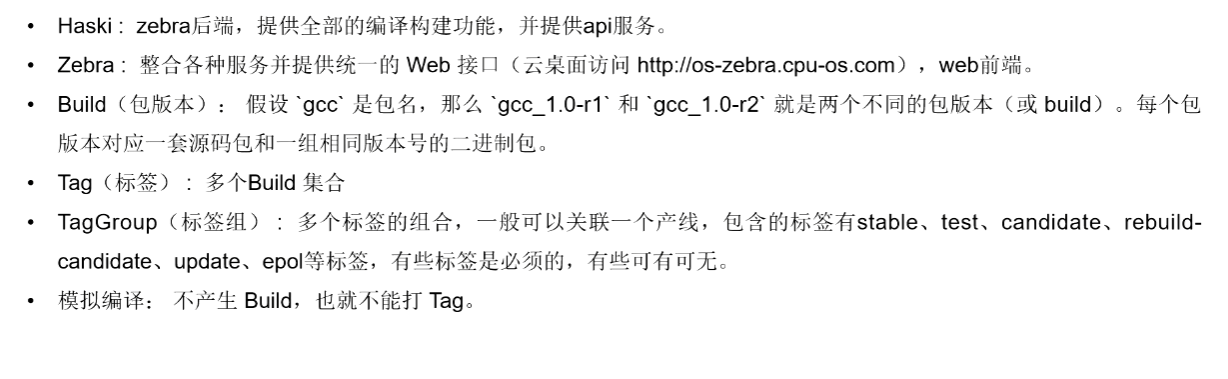 • Haski： zebra后端，提供全部的编译构建功能，并提供api服务。
• Zebra： 整合各种服务并提供统一的 Web 接口（云桌面访问 http://os-zebra.cpu-os.com），web前端。
• Build（包版本）： 假设 `gcc` 是包名，那么 `gcc_1.0-r1` 和 `gcc_1.0-r2` 就是两个不同的包版本（或 build）。每个包
版本对应一套源码包和一组相同版本号的二进制包。
• Tag（标签）： 多个Build 集合
• TagGroup（标签组）： 多个标签的组合，一般可以关联一个产线，包含的标签有stable、test、candidate、rebuild-
candidate、update、epol等标签，有些标签是必须的，有些可有可无。
• 模拟编译： 不产生 Build，也就不能打 Tag。